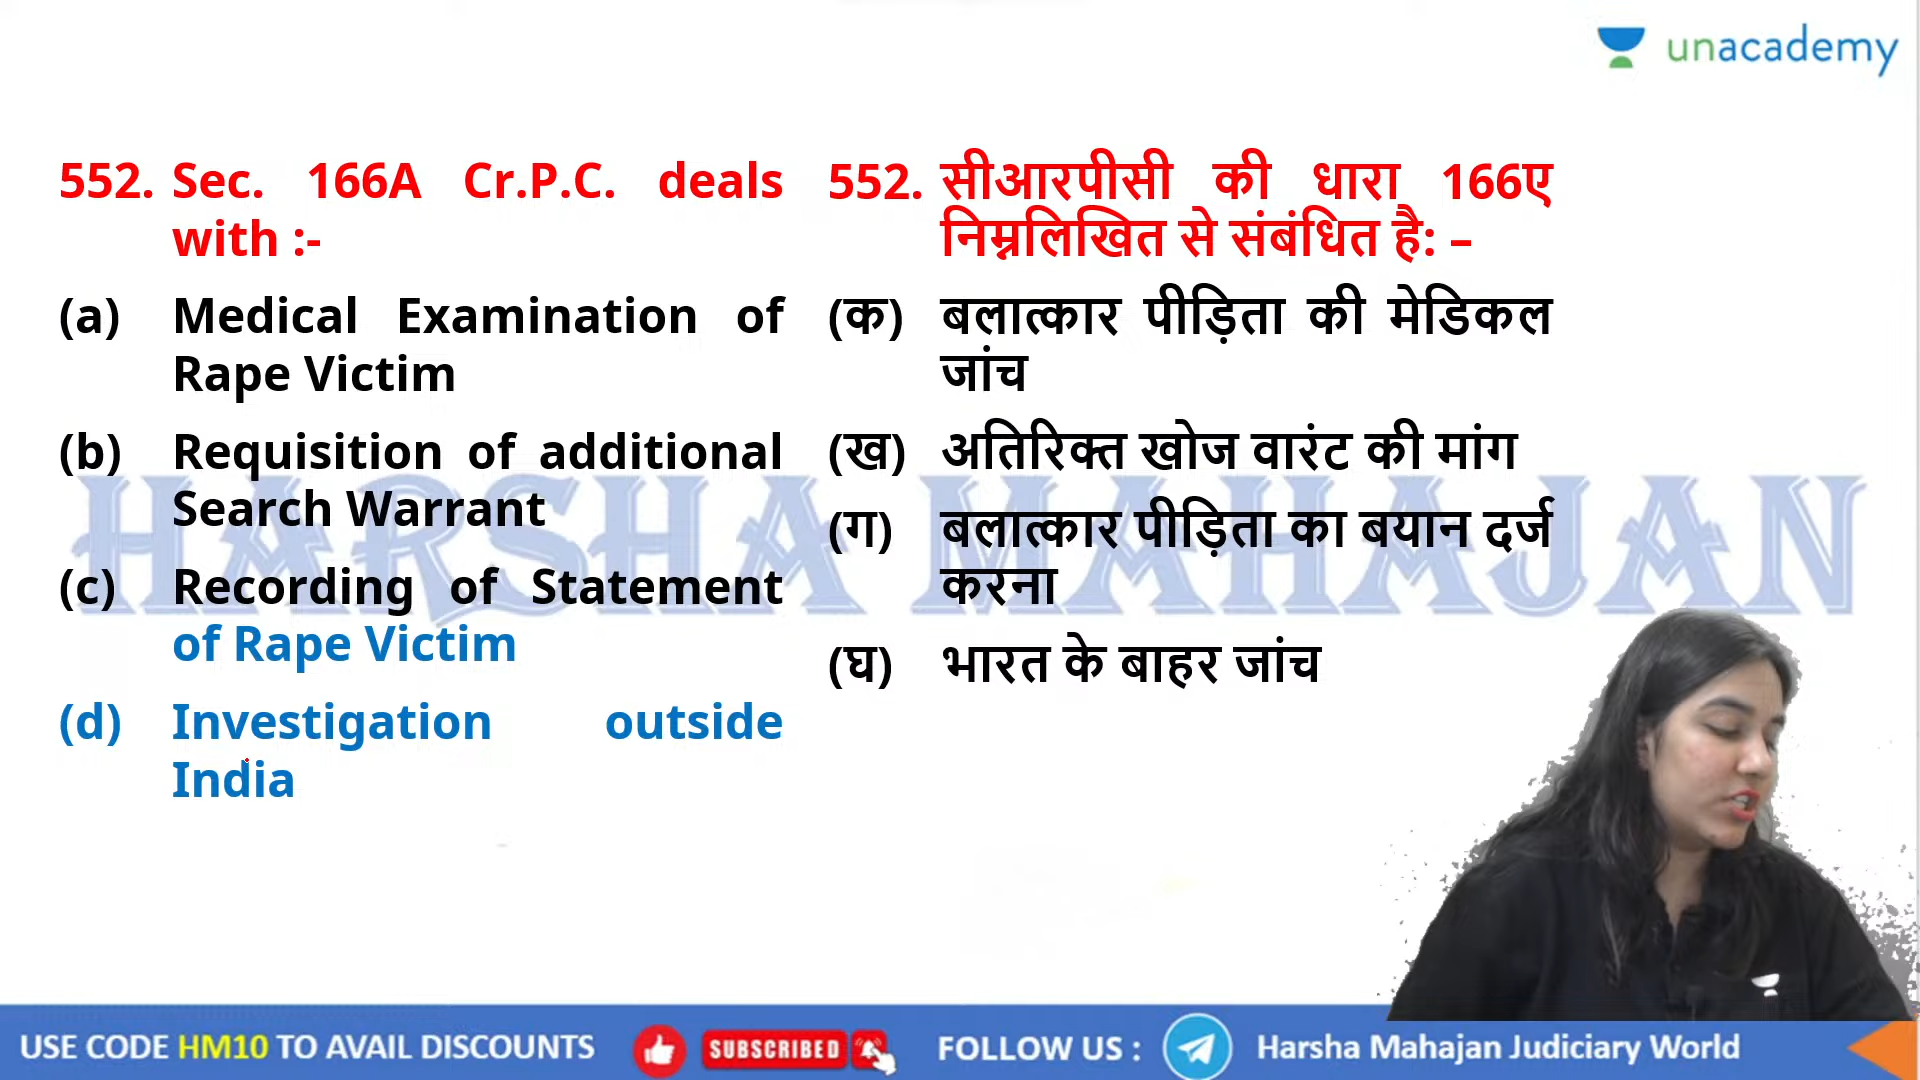 unacademy
552. Sec. 166A Cr.P.C. deals
with :-
(a) Medical Examination of
Rape Victim
(b) Requisition of additional
Search Warrant
(c) Recording of Statement
of Rape Victim
(d) Investigation outside
India
552. सीआरपीसी की धारा 166ए
निम्नलिखित से संबंधित है: –
(क) बलात्कार पीड़िता की मेडिकल
जांच
(ख) अतिरिक्त खोज वारंट की मांग
(ग) बलात्कार पीड़िता का बयान दर्ज
करना
(घ) भारत के बाहर जांच
HARSHA MAHAJAN
USE CODE HM10 TO AVAIL DISCOUNTS
SUBSCRIBED
FOLLOW US :
Harsha Mahajan Judiciary World